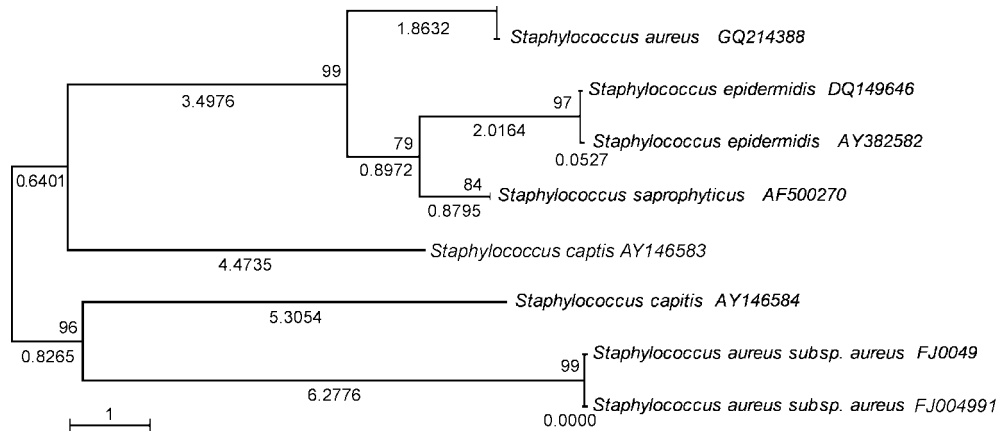 1.8632
Staphylococcus aureus GQ214388
99
3.4976
97
Staphylococcus epidermidis DQ149646
2.0164
79
Staphylococcus epidermidis AY382582
0.0527
0.8972
0.6401
84
Staphylococcus saprophyticus AF500270
0.8795
Staphylococcus captis AY146583
4.4735
Staphylococcus capitis AY146584
5.3054
96
0.8265
99
Staphylococcus aureus subsp. aureus FJ0049
6.2776
Staphylococcus aureus subsp. aureus FJ004991
0.0000
1